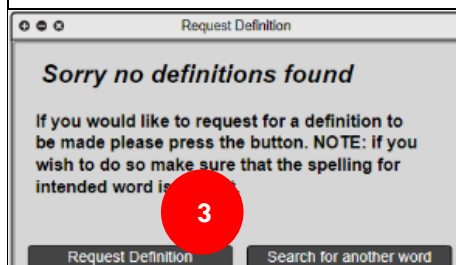 Request Definition
Sorry no definitions found
If you would like to request for a definition to
be made please press the button. NOTE: if you
wish to do so make sure that the spelling for
intended word is
3
Request Definition Search for another word